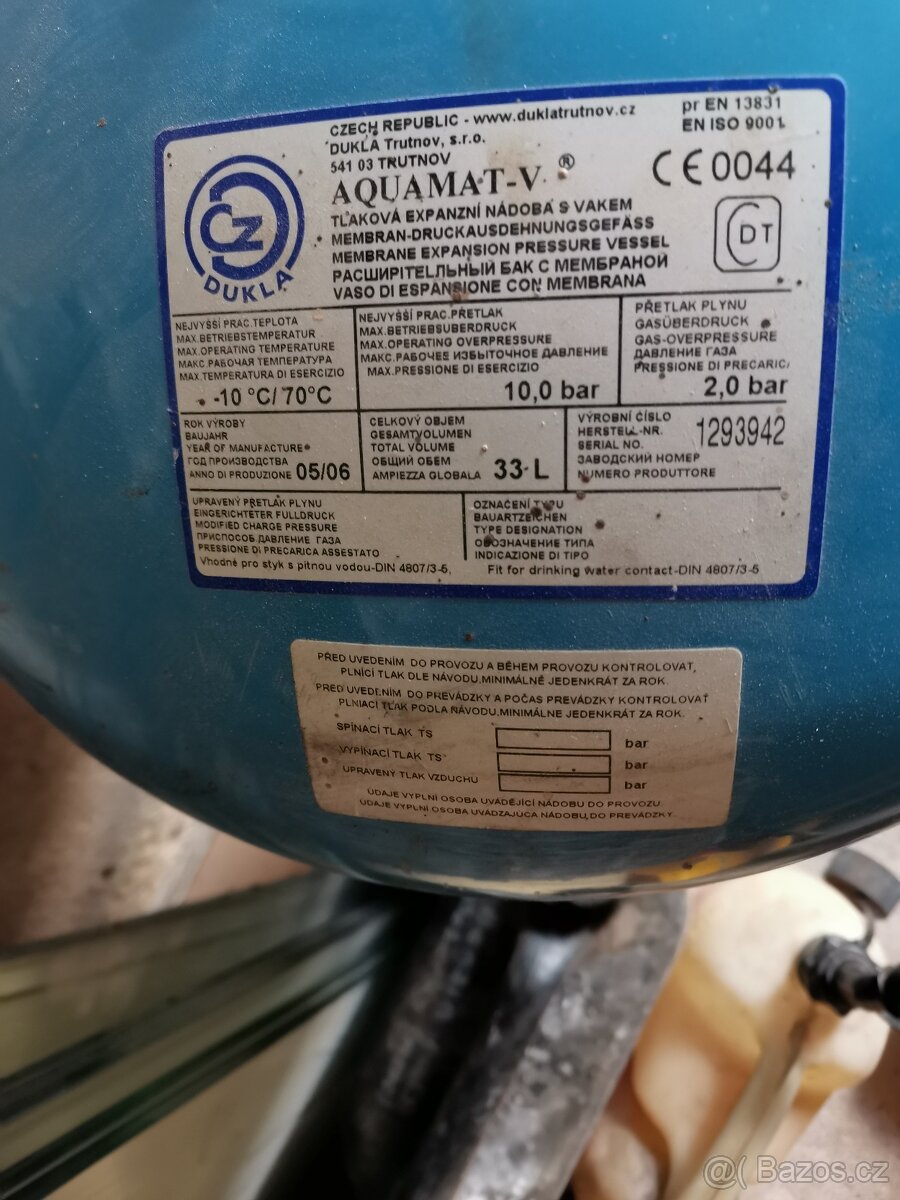 CZECH REPUBLIC - www.duklatrutnov.cz
DUKLA Trutnov, s.r.o.
541 03 TRUTNOV
pr EN 13831
EN ISO 9001
AQUAMAT-V ®
CE 0044
CZ
DUKLA
C DT
TLAKOVÁ EXPANZNÍ NÁDOBA S VAKEM
MEMBRAN-DRUCKAUSDEHNUNGSGEFÄSS
MEMBRANE EXPANSION PRESSURE VESSEL
РАСШИРІТЕЛЬНЫЙ БАК С МЕМБРАНОЙ
VASO DI ESPANSIONE CON MEMBRANA
NEJVYŠŠÍ PRAC.TEPLOTA
MAX.BETRIEBSTEMPERATUR
MAX.OPERATING TEMPERATURE
МАКС.РАБОЧАЯ ТЕМПЕРАТУРА
MAX.TEMPERATURA DI ESERCIZIO
-10 °C/ 70°C
NEJVYŠŠÍ PRAC.PŘETLAK
MAX.BETRIEBSÜBERDRUCK
MAX.OPERATING OVERPRESSURE
МАКС.РАБОЧЕЕ ИЗБЫТОЧНОЕ ДАВЛЕНИЕ
MAX.PRESSIONE DI ESERCIZIO
10,0 bar
PŘETLAK PLYNU
GASÜBERDRUCK
GAS-OVERPRESSURE
ДАВЛЕНИЕ ГАЗА
PRESSIONE DI PRECARIC/
2,0 bar
ROK VÝROBY
BAUJAHR
YEAR OF MANUFACTURE
ГОД ПРОИЗВОДСТВА
ANNO DI PRODUZIONE 05/06
CELKOVÝ OBJEM
GESAMTVOLUMEN
TOTAL VOLUME
ОБЩИЙ ОБЕМ
AMPIEZZA GLOBALA 33 L
VÝROBNÍ ČÍSLO
HERSTELL-NR.
SERIAL NO.
ЗАВОДСКИЙ НОМЕР
NUMERO PRODUTTORE
1293942
UPRAVENÝ PŘETLAK PLYNU
EINGERICHTETER FULLDRUCK
MODIFIED CHARGE PRESSURE
ПРИСПОСОБ ДАВЛЕНИЕ ГАЗА
PRESSIONE DI PRECARICA ASSESTATO
OZNAČENÍ TYPU
BAUARTZEICHEN
TYPE DESIGNATION
ОБОЗНАЧЕНИЕ ТИПА
INDICAZIONE DI TIPO
Vhodné pro styk s pitnou vodou-DIN 4807/3-5.
Fit for drinking water contact-DIN 4807/3-5
PŘED UVEDENÍM DO PROVOZU A BĚHEM PROVOZU KONTROLOVAT,
PLNÍCÍ TLAK DLE NÁVODU.MINIMÁLNĚ JEDENKRÁT ZA ROK.
PRED UVEDENÍM DO PREVÁDZKY A POČAS PREVÁDZKY KONTROLOVAŤ
PLNIACI TLAK PODLA NÁVODU.MINIMÁLNE JEDENKRÁT ZA ROK.
SPÍNACÍ TLAK TS bar
VYPÍNACÍ TLAK TS bar
UPRAVENÝ TLAK VZDUCHU bar
ÚDAJE VYPLNÍ OSOBA UVÁDĚJÍCÍ NÁDOBU DO PROVOZU
ÚDAJE VYPLNÍ OSOBA UVÁDZAJÚCA NÁDOBU,DO PREVÁDZKY.
@( Bazos.cz